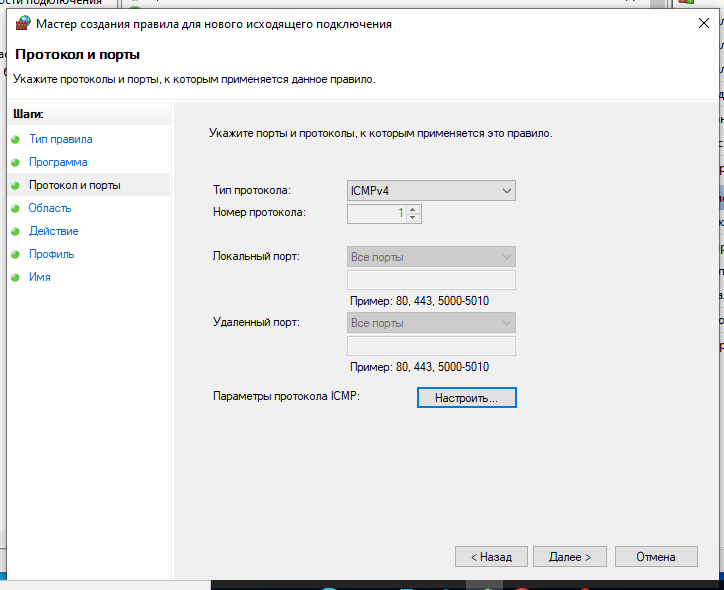 Мастер создания правила для нового исходящего подключения
Протокол и порты
Укажите протоколы и порты, к которым применяется данное правило.
Шаги:
Тип правила
Программа
Протокол и порты
Область
Действие
Профиль
Имя
Укажите порты и протоколы, к которым применяется это правило.
Тип протокола:
ICMPv4
Номер протокола:
1
Локальный порт:
Все порты
Пример: 80, 443, 5000-5010
Удаленный порт:
Все порты
Пример: 80, 443, 5000-5010
Параметры протокола ICMP:
Настроить...
< Назад
Далее >
Отмена